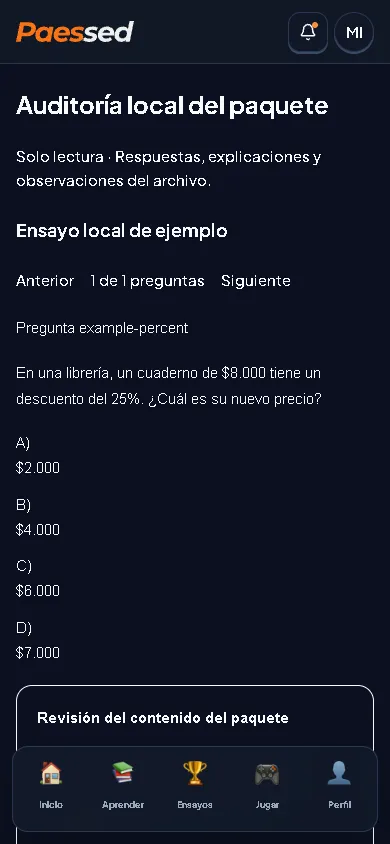 Paessed
MI
Auditoría local del paquete
Solo lectura · Respuestas, explicaciones y
observaciones del archivo.
Ensayo local de ejemplo
Anterior 1 de 1 preguntas Siguiente
Pregunta example-percent
En una librería, un cuaderno de $8.000 tiene un
descuento del 25%. ¿Cuál es su nuevo precio?
A)
$2.000
B)
$4.000
C)
$6.000
D)
$7.000
Revisión del contenido del paquete
Inicio Aprender Ensayos Jugar Perfil